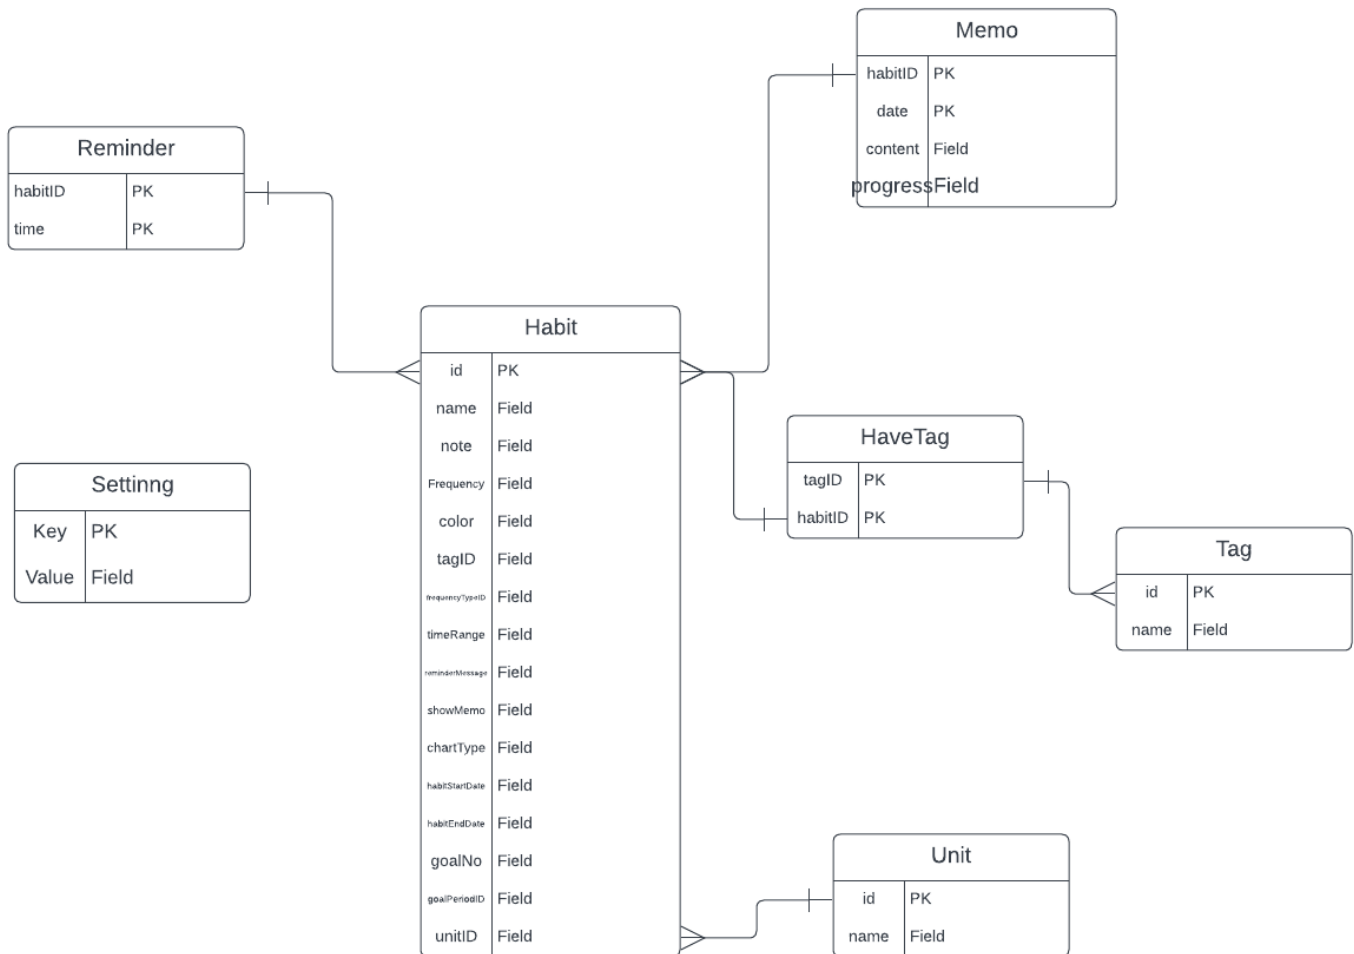 Memo
habitID PK
date PK
content Field
progress Field
Reminder
habitID PK
time PK
Habit
id PK
name Field
note Field
Frequency Field
color Field
tagID Field
frequencyTypeID Field
timeRange Field
reminderMessage Field
showMemo Field
chartType Field
habitStartDate Field
habitEndDate Field
goalNo Field
goalPeriodID Field
unitID Field
Settinng
Key PK
Value Field
HaveTag
tagID PK
habitID PK
Tag
id PK
name Field
Unit
id PK
name Field